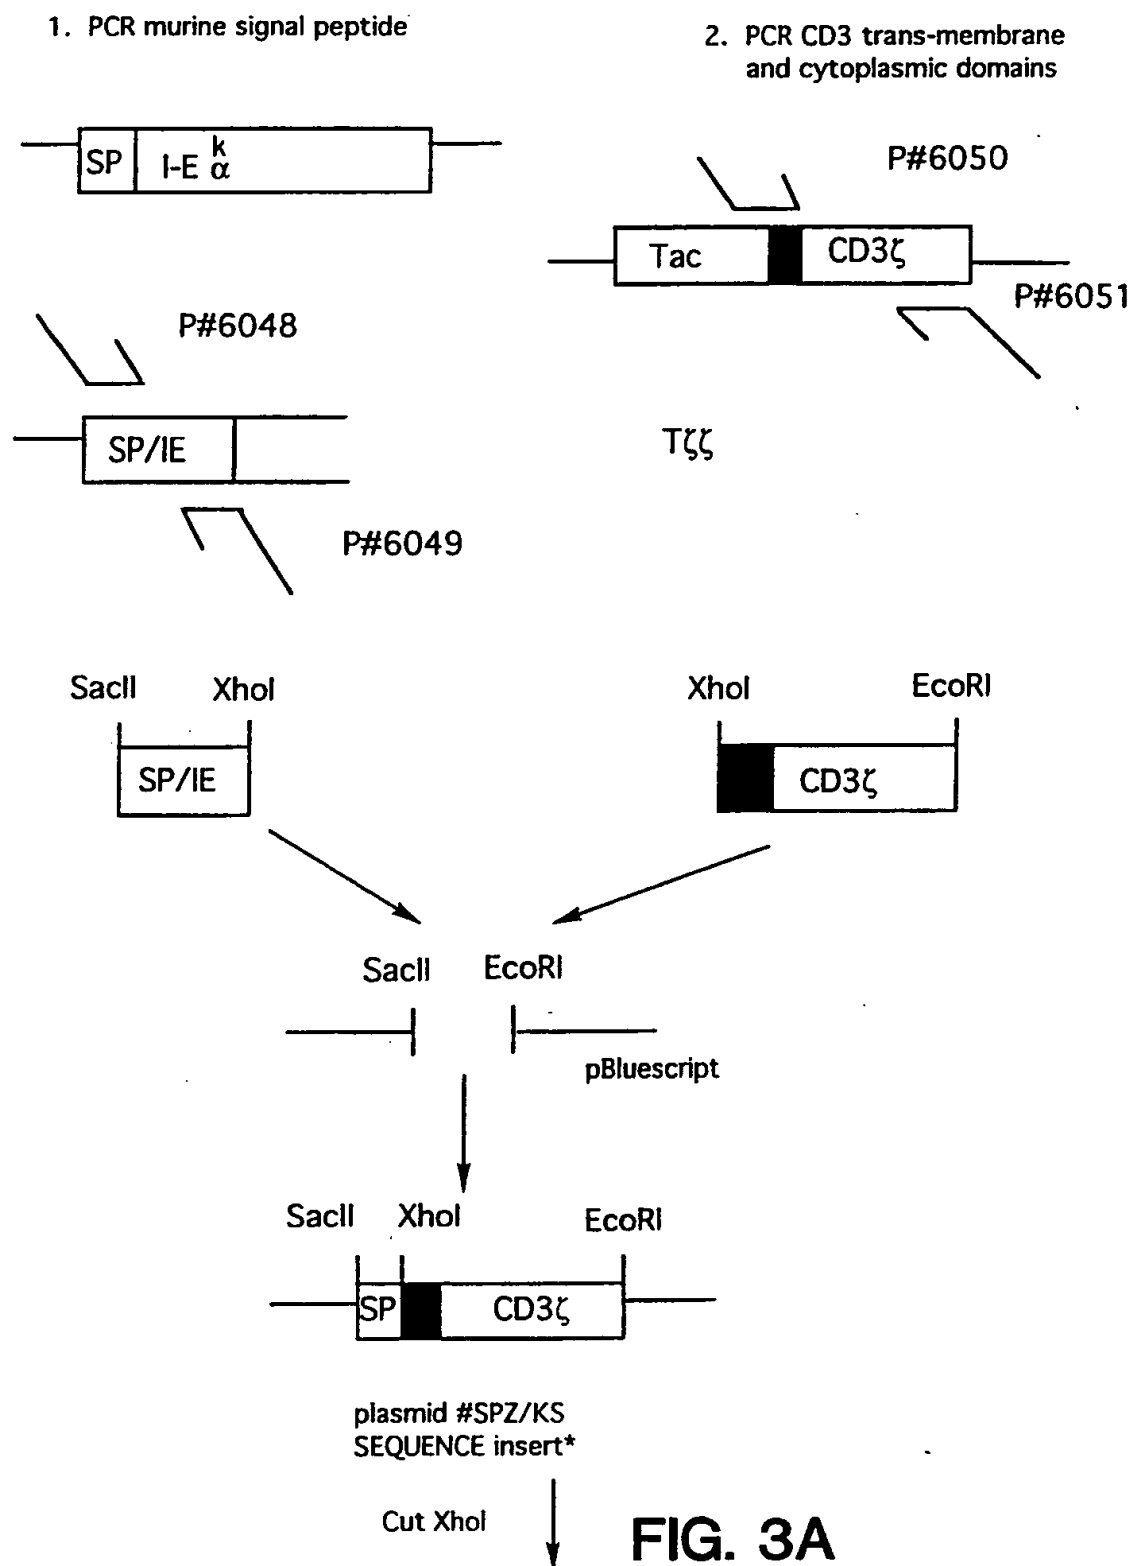 1. PCR murine signal peptide
2. PCR CD3 trans-membrane
and cytoplasmic domains
SP
I-E
k
α
P#6050
Tac
CD3ζ
P#6051
P#6048
SP/IE
P#6049
Tζζ
SacII
XhoI
SP/IE
XhoI
EcoRI
CD3ζ
SacII
EcoRI
pBluescript
SacII
XhoI
EcoRI
SP
CD3ζ
plasmid #SPZ/KS
SEQUENCE insert*
Cut XhoI
FIG. 3A